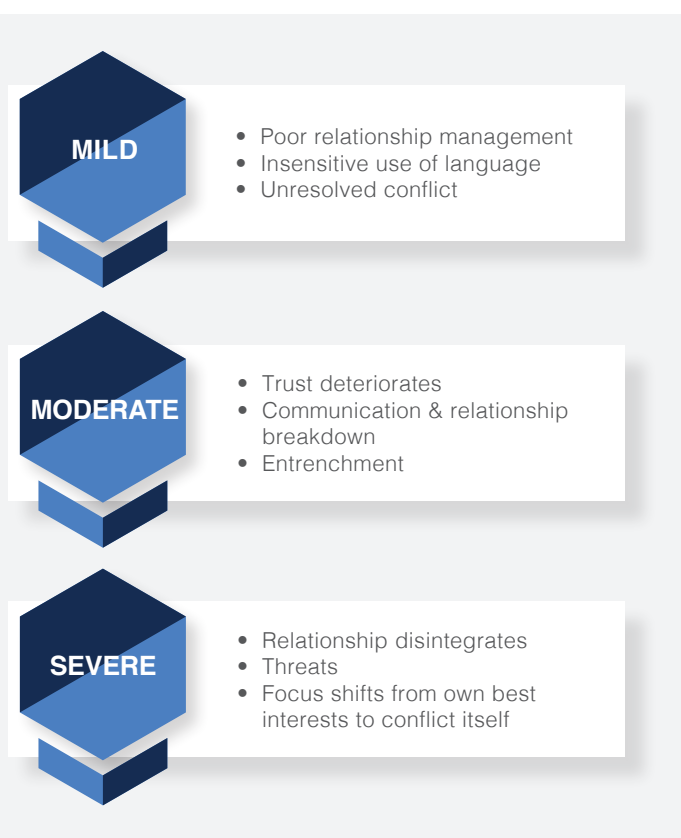 MILD
• Poor relationship management
• Insensitive use of language
• Unresolved conflict
MODERATE
• Trust deteriorates
• Communication & relationship
breakdown
• Entrenchment
SEVERE
• Relationship disintegrates
• Threats
• Focus shifts from own best
interests to conflict itself